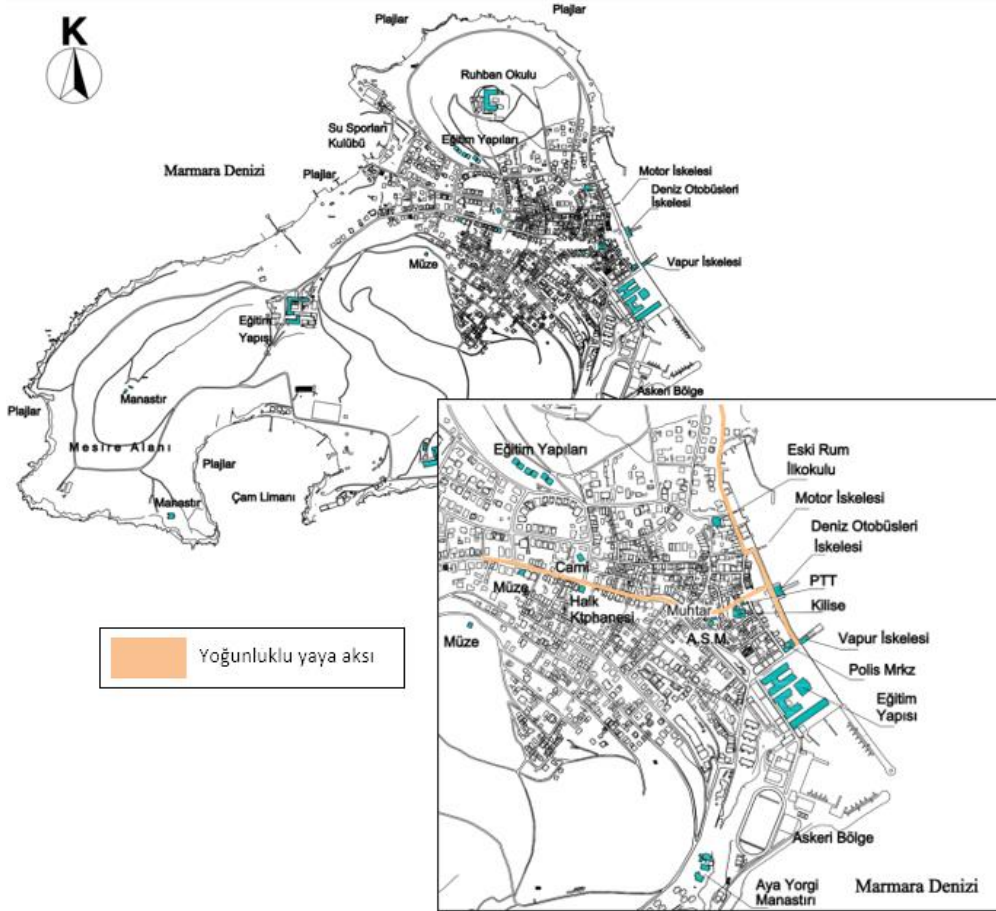 K
Plajlar
Plajlar
Ruhban Okulu
Su Sporları
Kulübü
Eğitim Yapıları
Marmara Denizi
Plajlar
Motor İskelesi
Deniz Otobüsleri
İskelesi
Vapur İskelesi
Müze
Eğitim
Yapısı
Manastır
Plajlar
Mesire Alanı
Plajlar
Manastır
Çam Limanı
Askeri Bölge
Yoğunluklu yaya aksı
Eğitim Yapıları
Eski Rum
İlkokulu
Motor İskelesi
Deniz Otobüsleri
İskelesi
PTT
Kilise
Cami
Müze
Halk
Ktphanesi
Muhtar
A.S.M.
Müze
Vapur İskelesi
Polis Mrkz
Eğitim
Yapısı
Askeri Bölge
Aya Yorgi
Manastırı
Marmara Denizi